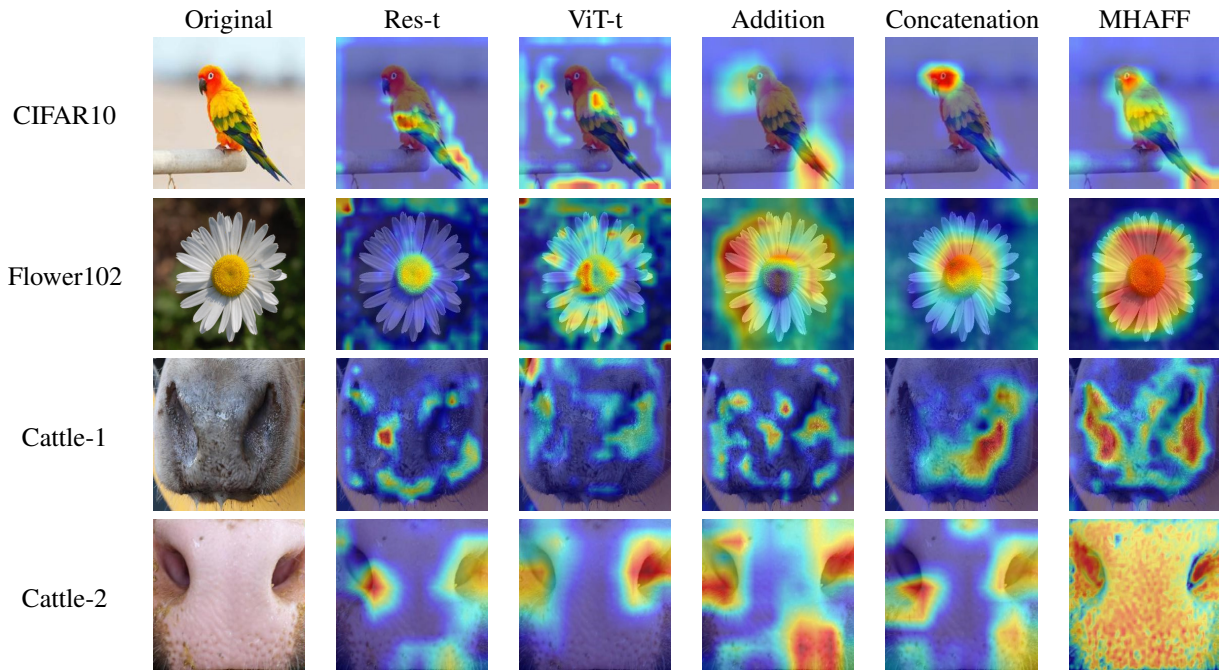 Original Res-t ViT-t Addition Concatenation MHAFF
CIFAR10
Flower102
Cattle-1
Cattle-2